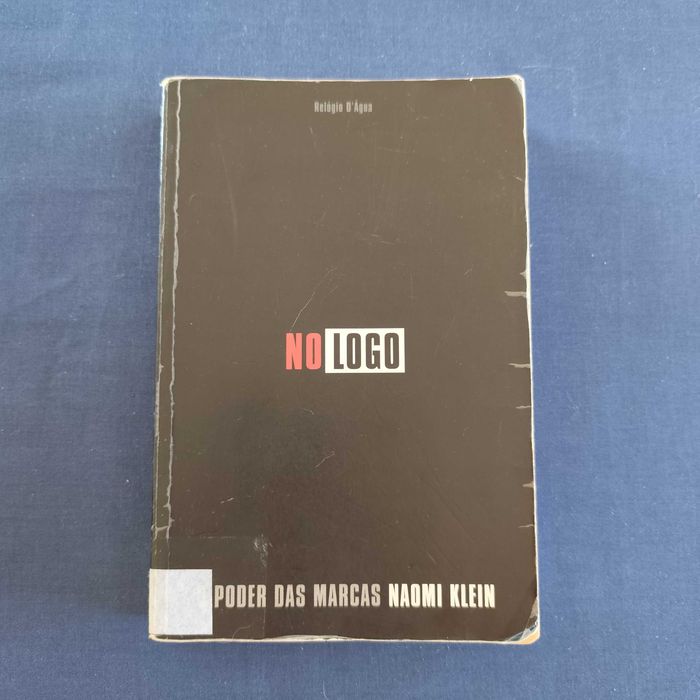 Relógio D'Água
NO LOGO
PODER DAS MARCAS NAOMI KLEIN